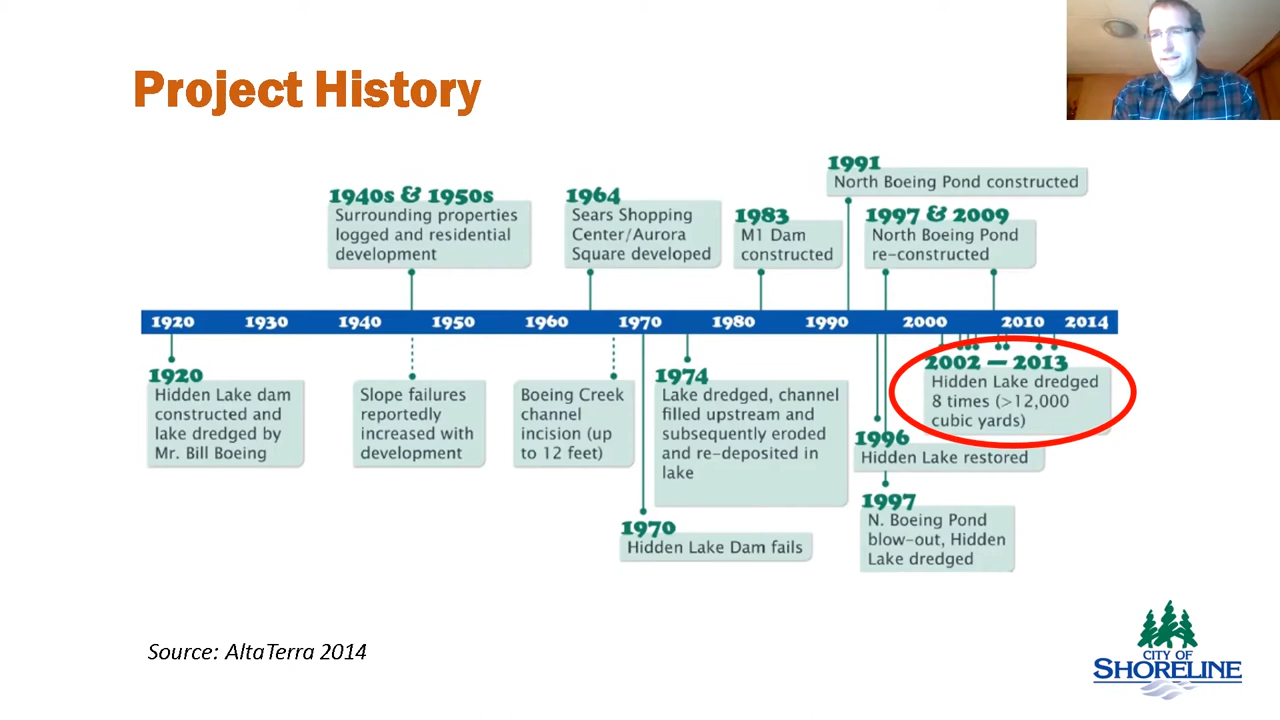 Project History
1991
North Boeing Pond constructed
1940s & 1950s
Surrounding properties
logged and residential
development
1964
Sears Shopping
Center/Aurora
Square developed
1983
M1 Dam
constructed
1997 & 2009
North Boeing Pond
re-constructed
1920 1930 1940 1950 1960 1970 1980 1990 2000 2010 2014
1920
Hidden Lake dam
constructed and
lake dredged by
Mr. Bill Boeing
Slope failures
reportedly
increased with
development
Boeing Creek
channel
incision (up
to 12 feet)
1970
Hidden Lake Dam fails
1974
Lake dredged, channel
filled upstream and
subsequently eroded
and re-deposited in
lake
2002 — 2013
Hidden Lake dredged
8 times (>12,000
cubic yards)
1996
Hidden Lake restored
1997
N. Boeing Pond
blow-out, Hidden
Lake dredged
Source: AltaTerra 2014
CITY OF
SHORELINE